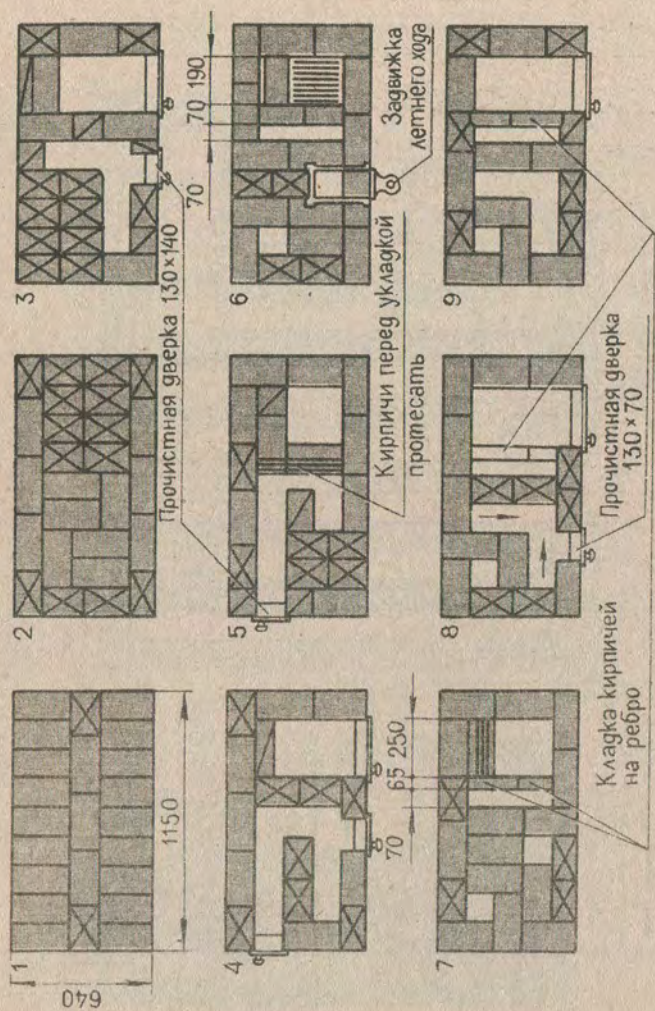 1
2
3
640
1150
Прочистная дверка 130×140
70 70 190
4
5
6
70 65 250
Кирпичи перед укладкой
протесать
Задвижка
летнего хода
7
8
9
Кладка кирпичей
на ребро
Прочистная дверка
130×70